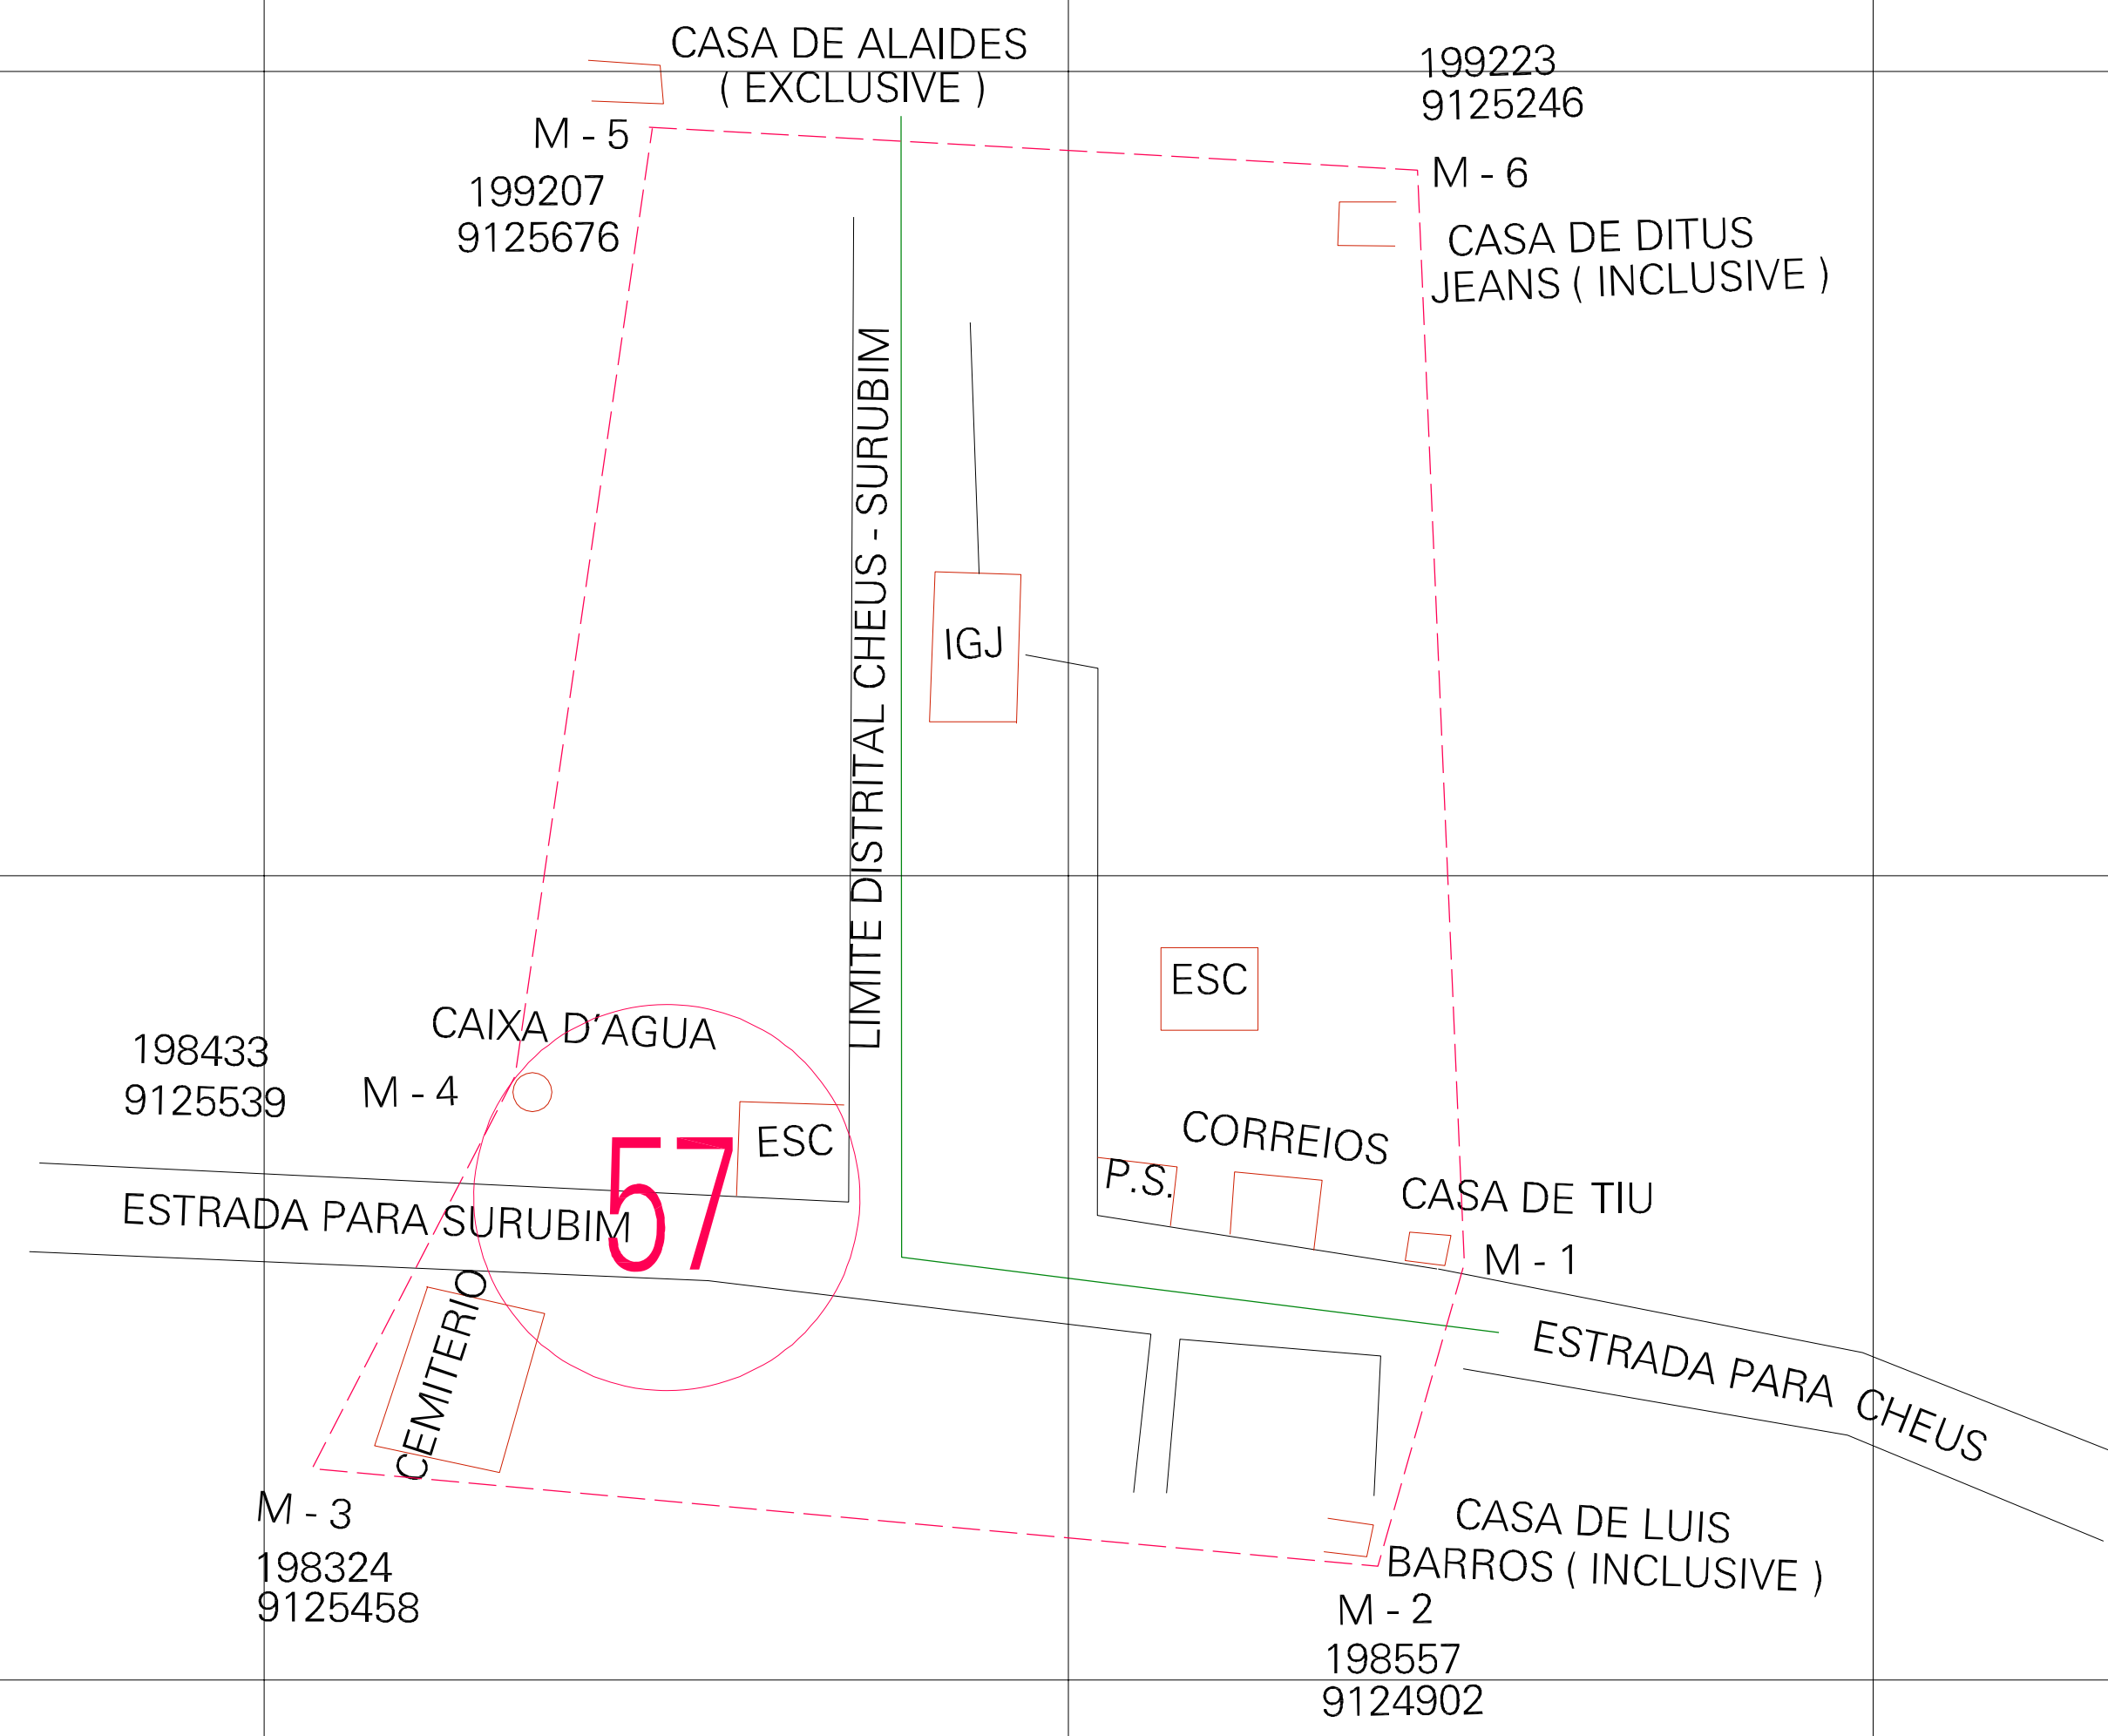 CASA DE ALAIDES
( EXCLUSIVE )
199223
9125246
M - 5
199207
9125676
M - 6
CASA DE DITUS
JEANS ( INCLUSIVE )
LIMITE DISTRITAL CHEUS - SURUBIM
IGJ
ESC
CAIXA D'AGUA
198433
9125539
M - 4
ESC
57
CORREIOS
P.S.
CASA DE TIU
M - 1
ESTRADA PARA SURUBIM
CEMITERIO
ESTRADA PARA CHEUS
M - 3
198324
9125458
CASA DE LUIS
BARROS ( INCLUSIVE )
M - 2
198557
9124902